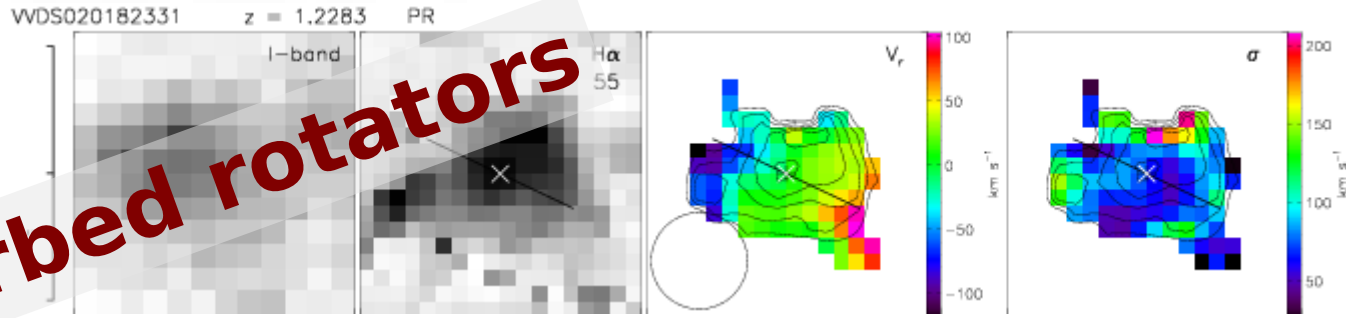 VVDS020182331 z = 1.2283 PR
I-band
Hα
55
rbed rotators
Vr
100
50
0
-50
-100
km s⁻¹
σ
200
150
100
50
km s⁻¹